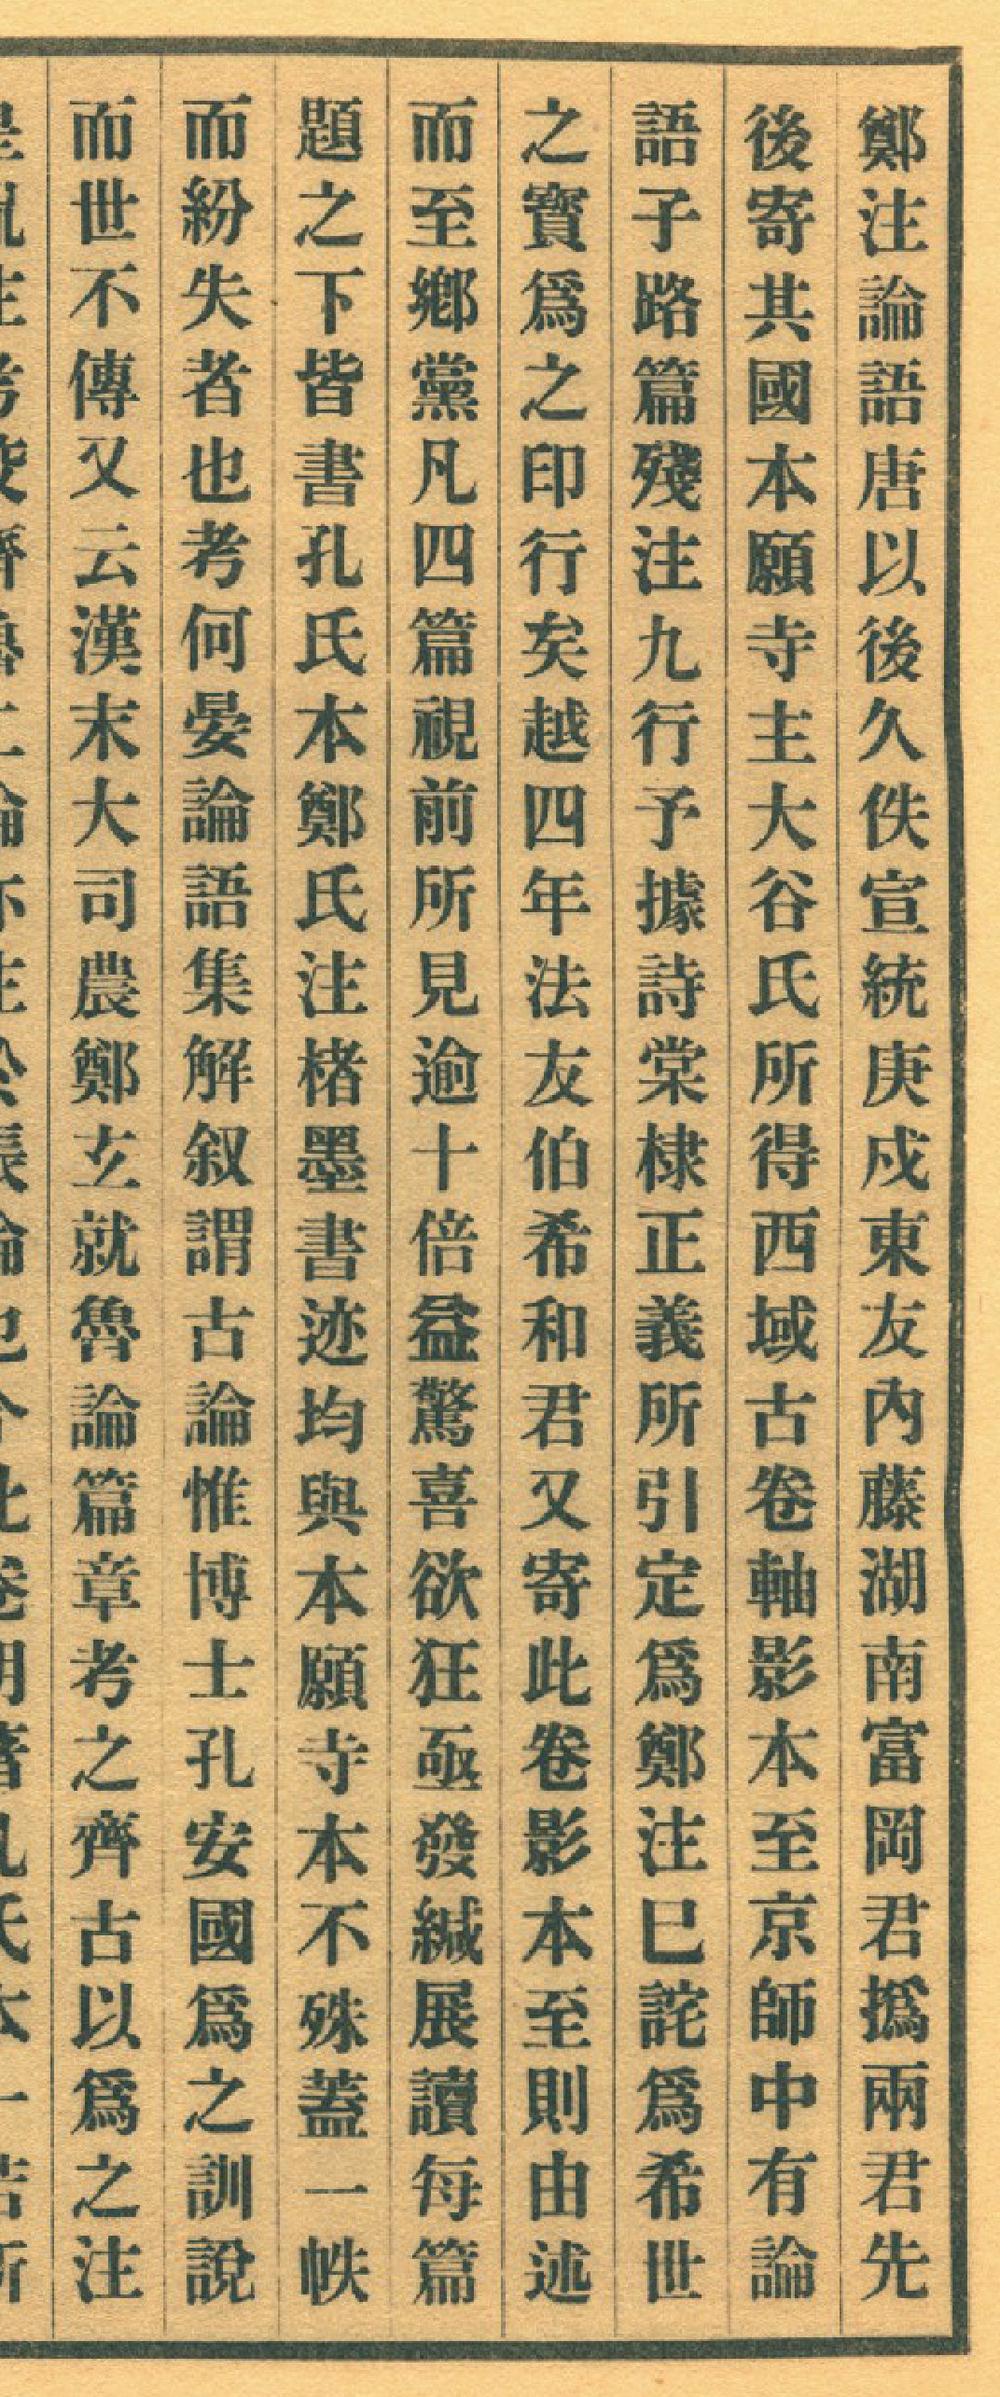 鄭注論語唐以後久佚宣統庚戍東友內藤湖南富岡君撝兩君先
後寄其國本願寺主大谷氏所得西域古卷軸影本至京師中有論
語子路篇殘注九行予據詩棠棣正義所引定爲鄭注巳詫爲希世
之寶爲之印行矣越四年法友伯希和君又寄此卷影本至則由述
而至鄉黨凡四篇視前所見逾十倍益驚喜欲狂亟發緘展讀每篇
題之下皆書孔氏本鄭氏注楮墨書迹均與本願寺本不殊蓋一帙
而紛失者也考何晏論語集解叙謂古論惟博士孔安國爲之訓說
而世不傳又云漢末大司農鄭玄就魯論篇章考之齊古以爲之注